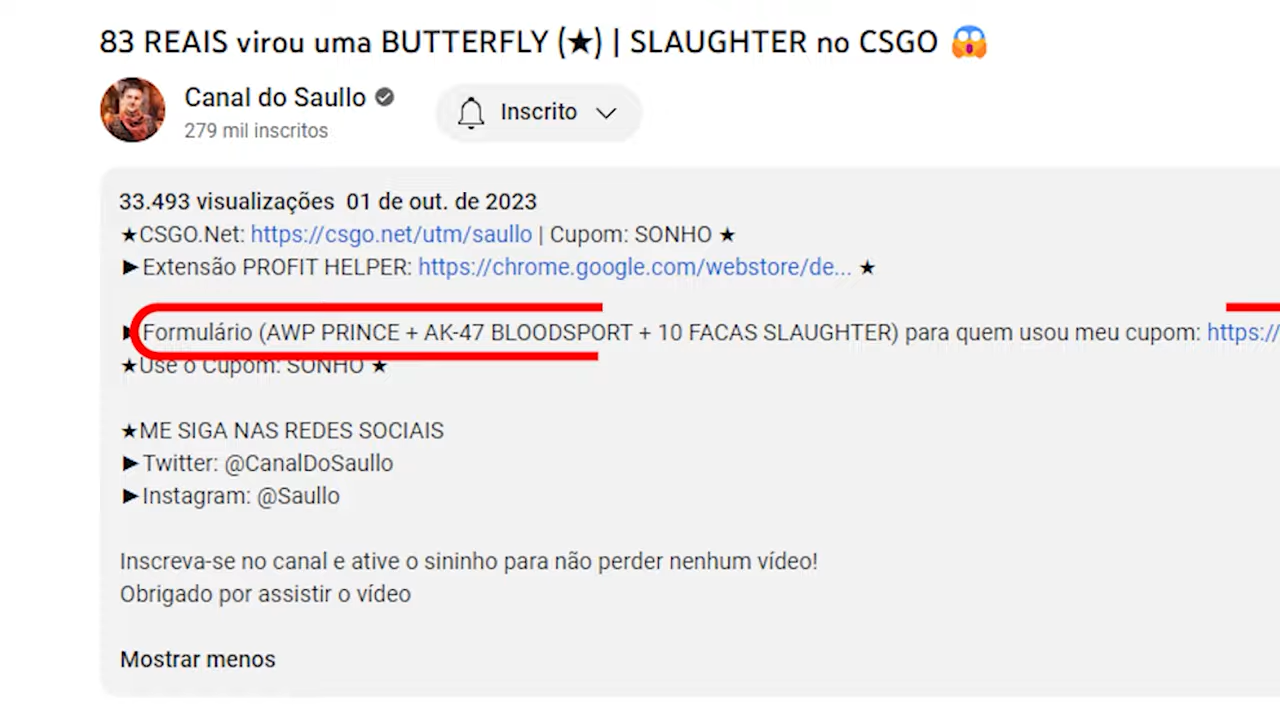 83 REAIS virou uma BUTTERFLY (★) | SLAUGHTER no CSGO 😱
Canal do Saullo
279 mil inscritos
Inscrito
33.493 visualizações 01 de out. de 2023
★CSGO.Net: https://csgo.net/utm/saullo | Cupom: SONHO ★
▶Extensão PROFIT HELPER: https://chrome.google.com/webstore/de... ★
▶Formulário (AWP PRINCE + AK-47 BLOODSPORT + 10 FACAS SLAUGHTER) para quem usou meu cupom: https://
★Use o Cupom: SONHO ★
★ME SIGA NAS REDES SOCIAIS
▶Twitter: @CanalDoSaullo
▶Instagram: @Saullo
Inscreva-se no canal e ative o sininho para não perder nenhum vídeo!
Obrigado por assistir o vídeo
Mostrar menos